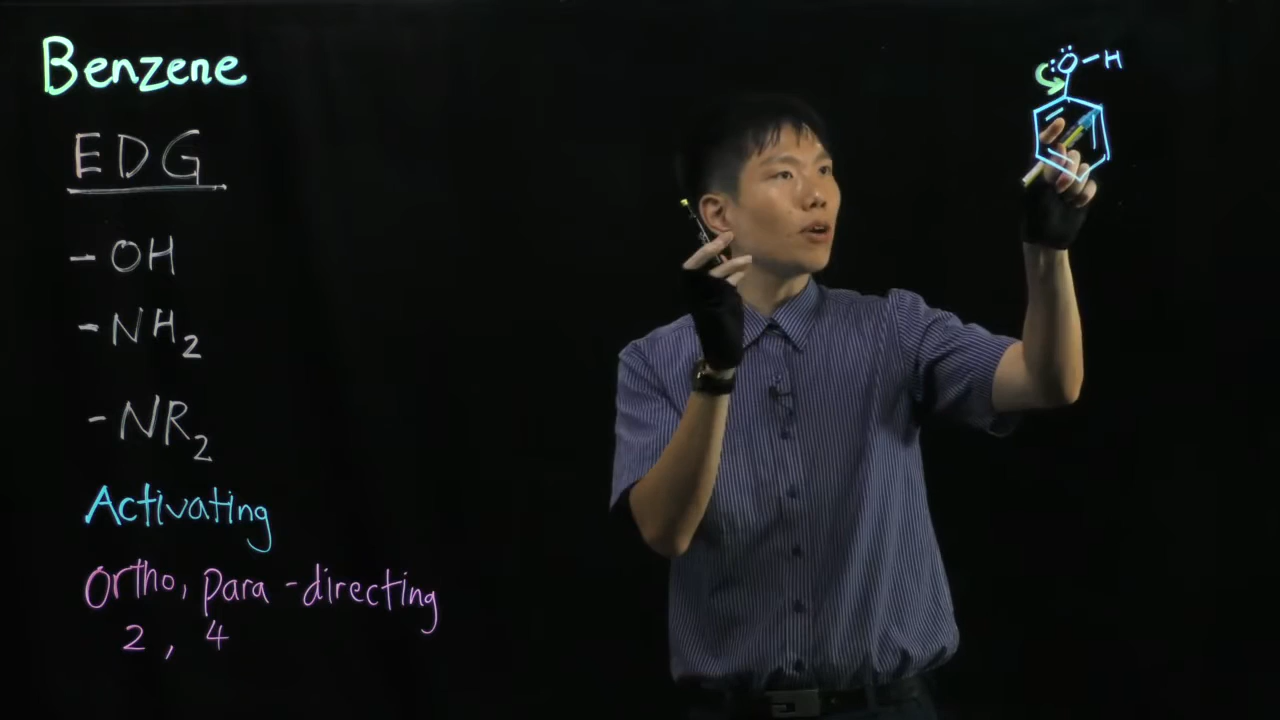 Benzene
EDG
-OH
-NH2
-NR2
Activating
Ortho, para-directing
2, 4
:Ö-H